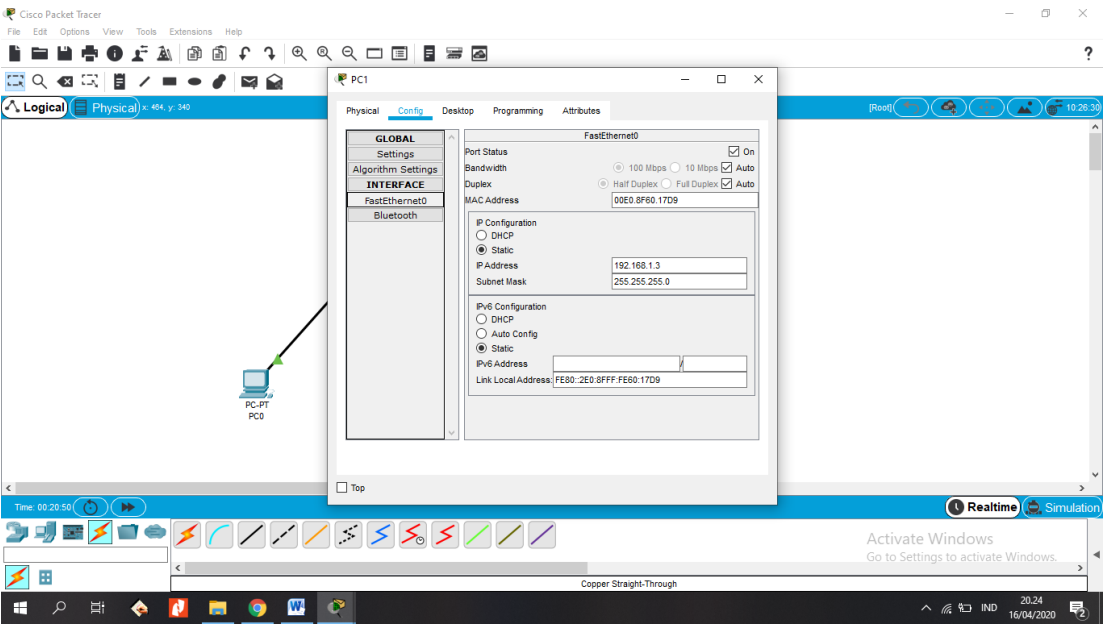 Cisco Packet Tracer
File Edit Options View Tools Extensions Help
?
Logical Physical x: 464, y: 340 [Root] 10:26:30
PC1
Physical Config Desktop Programming Attributes
GLOBAL
Settings
Algorithm Settings
INTERFACE
FastEthernet0
Bluetooth
FastEthernet0
Port Status On
Bandwidth 100 Mbps 10 Mbps Auto
Duplex Half Duplex Full Duplex Auto
MAC Address 00E0.8F60.17D9
IP Configuration
DHCP
Static
IP Address 192.168.1.3
Subnet Mask 255.255.255.0
IPv6 Configuration
DHCP
Auto Config
Static
IPv6 Address /
Link Local Address: FE80::2E0:8FFF:FE60:17D9
Top
PC-PT
PC0
Time: 00:20:50 Realtime Simulation
Activate Windows
Go to Settings to activate Windows.
Copper Straight-Through
IND 20.24
16/04/2020 2